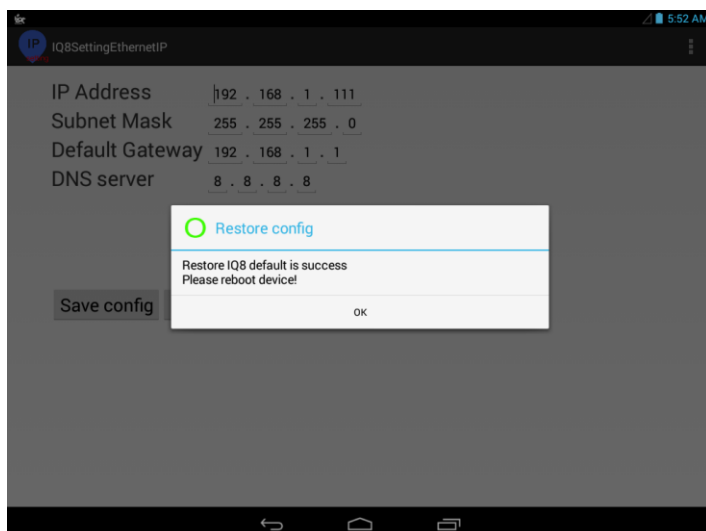 5:52 AM
IP
IQ8SettingEthernetIP
IP Address 192 . 168 . 1 . 111
Subnet Mask 255 . 255 . 255 . 0
Default Gateway 192 . 168 . 1 . 1
DNS server 8 . 8 . 8 . 8
Restore config
Restore IQ8 default is success
Please reboot device!
Save config
OK